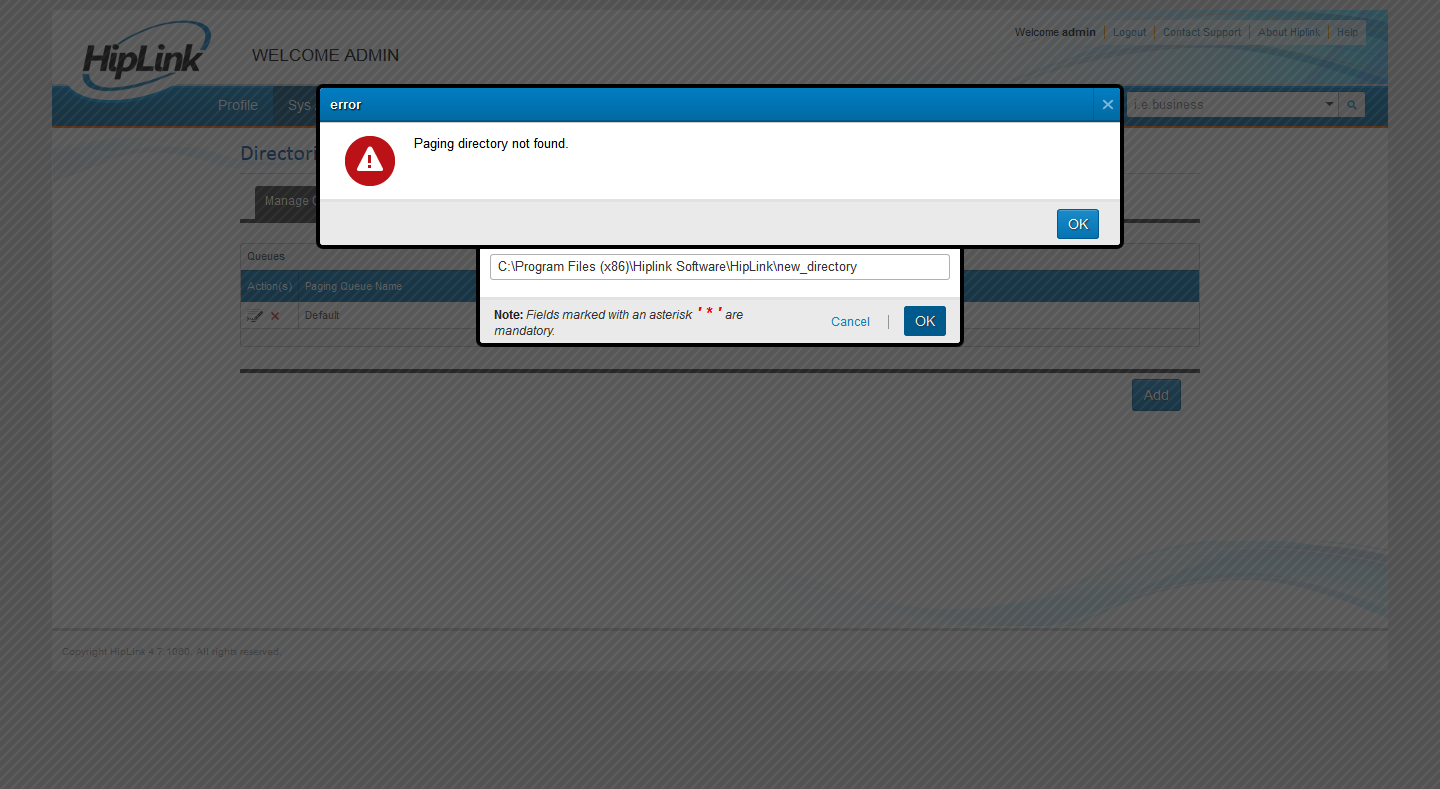 HipLink
WELCOME ADMIN
Welcome admin
Logout
Contact Support
About Hiplink
Help
Profile
Sys
i.e.business
error
Paging directory not found.
OK
Manage
Queues
Action(s)
Paging Queue Name
Default
C:\Program Files (x86)\Hiplink Software\HipLink\new_directory
Note: Fields marked with an asterisk ' * ' are
mandatory.
Cancel
OK
Add
Copyright HipLink 4.7.1069. All rights reserved.